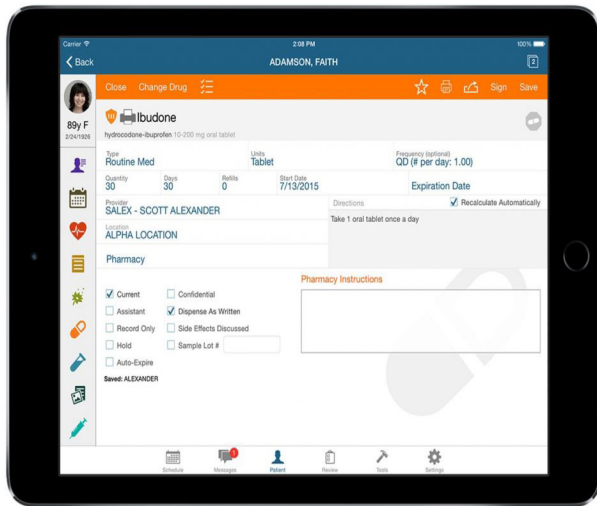 Carrier 2:08 PM 100%
Back ADAMSON, FAITH 2
Close Change Drug Sign Save
89y F
2/24/1926
III Ibudone
hydrocodone-ibuprofen 10-200 mg oral tablet
Type Units Frequency (optional)
Routine Med Tablet QD (# per day: 1.00)
Quantity Days Refills Start Date
30 30 0 7/13/2015 Expiration Date
Provider Directions Recalculate Automatically
SALEX - SCOTT ALEXANDER
Take 1 oral tablet once a day
Location
ALPHA LOCATION
Pharmacy
Pharmacy Instructions
Current Confidential
Assistant Dispense As Written
Record Only Side Effects Discussed
Hold Sample Lot #
Auto-Expire
Saved: ALEXANDER
1
Schedule Messages Patient Review Tools Settings